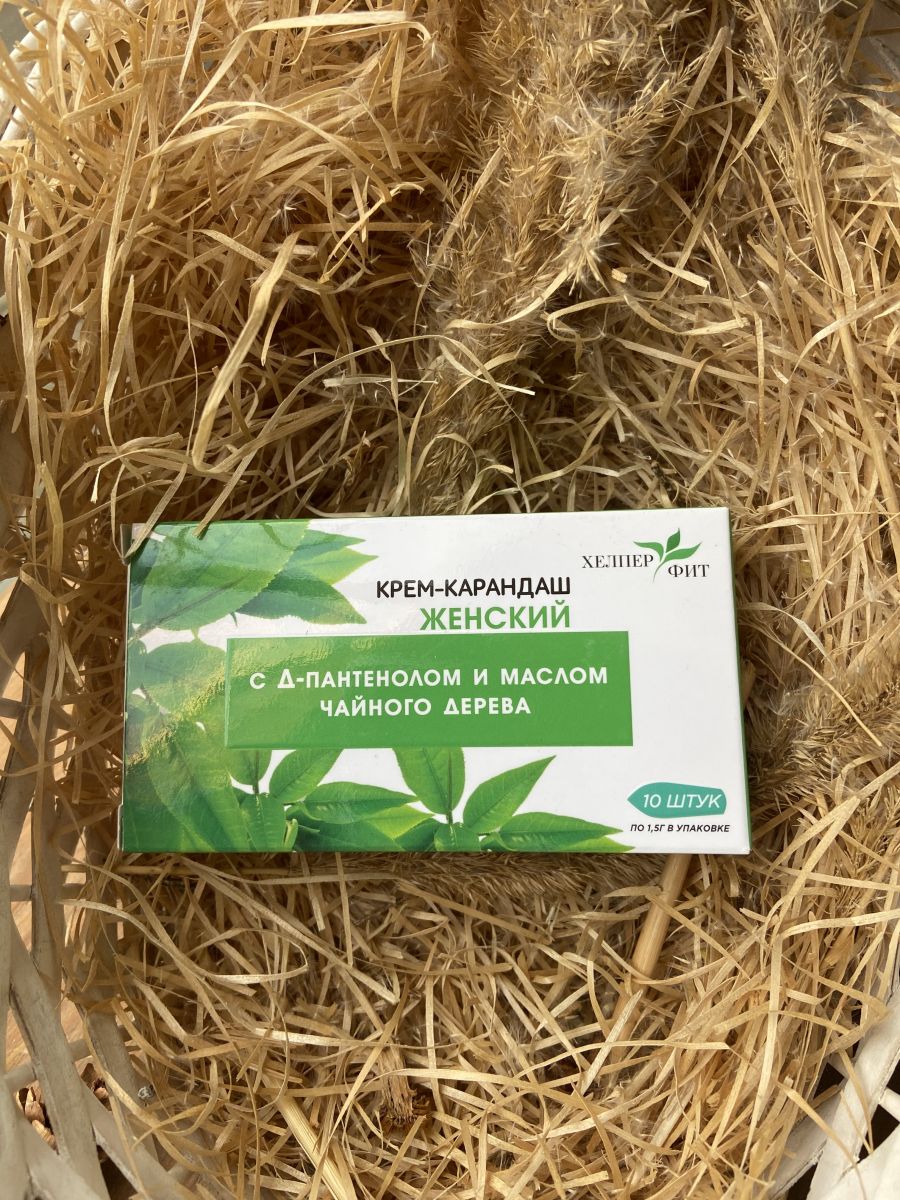 ХЕЛПЕР
ФИТ
КРЕМ-КАРАНДАШ
ЖЕНСКИЙ
С Д-ПАНТЕНОЛОМ И МАСЛОМ
ЧАЙНОГО ДЕРЕВА
10 ШТУК
ПО 1,5Г В УПАКОВКЕ